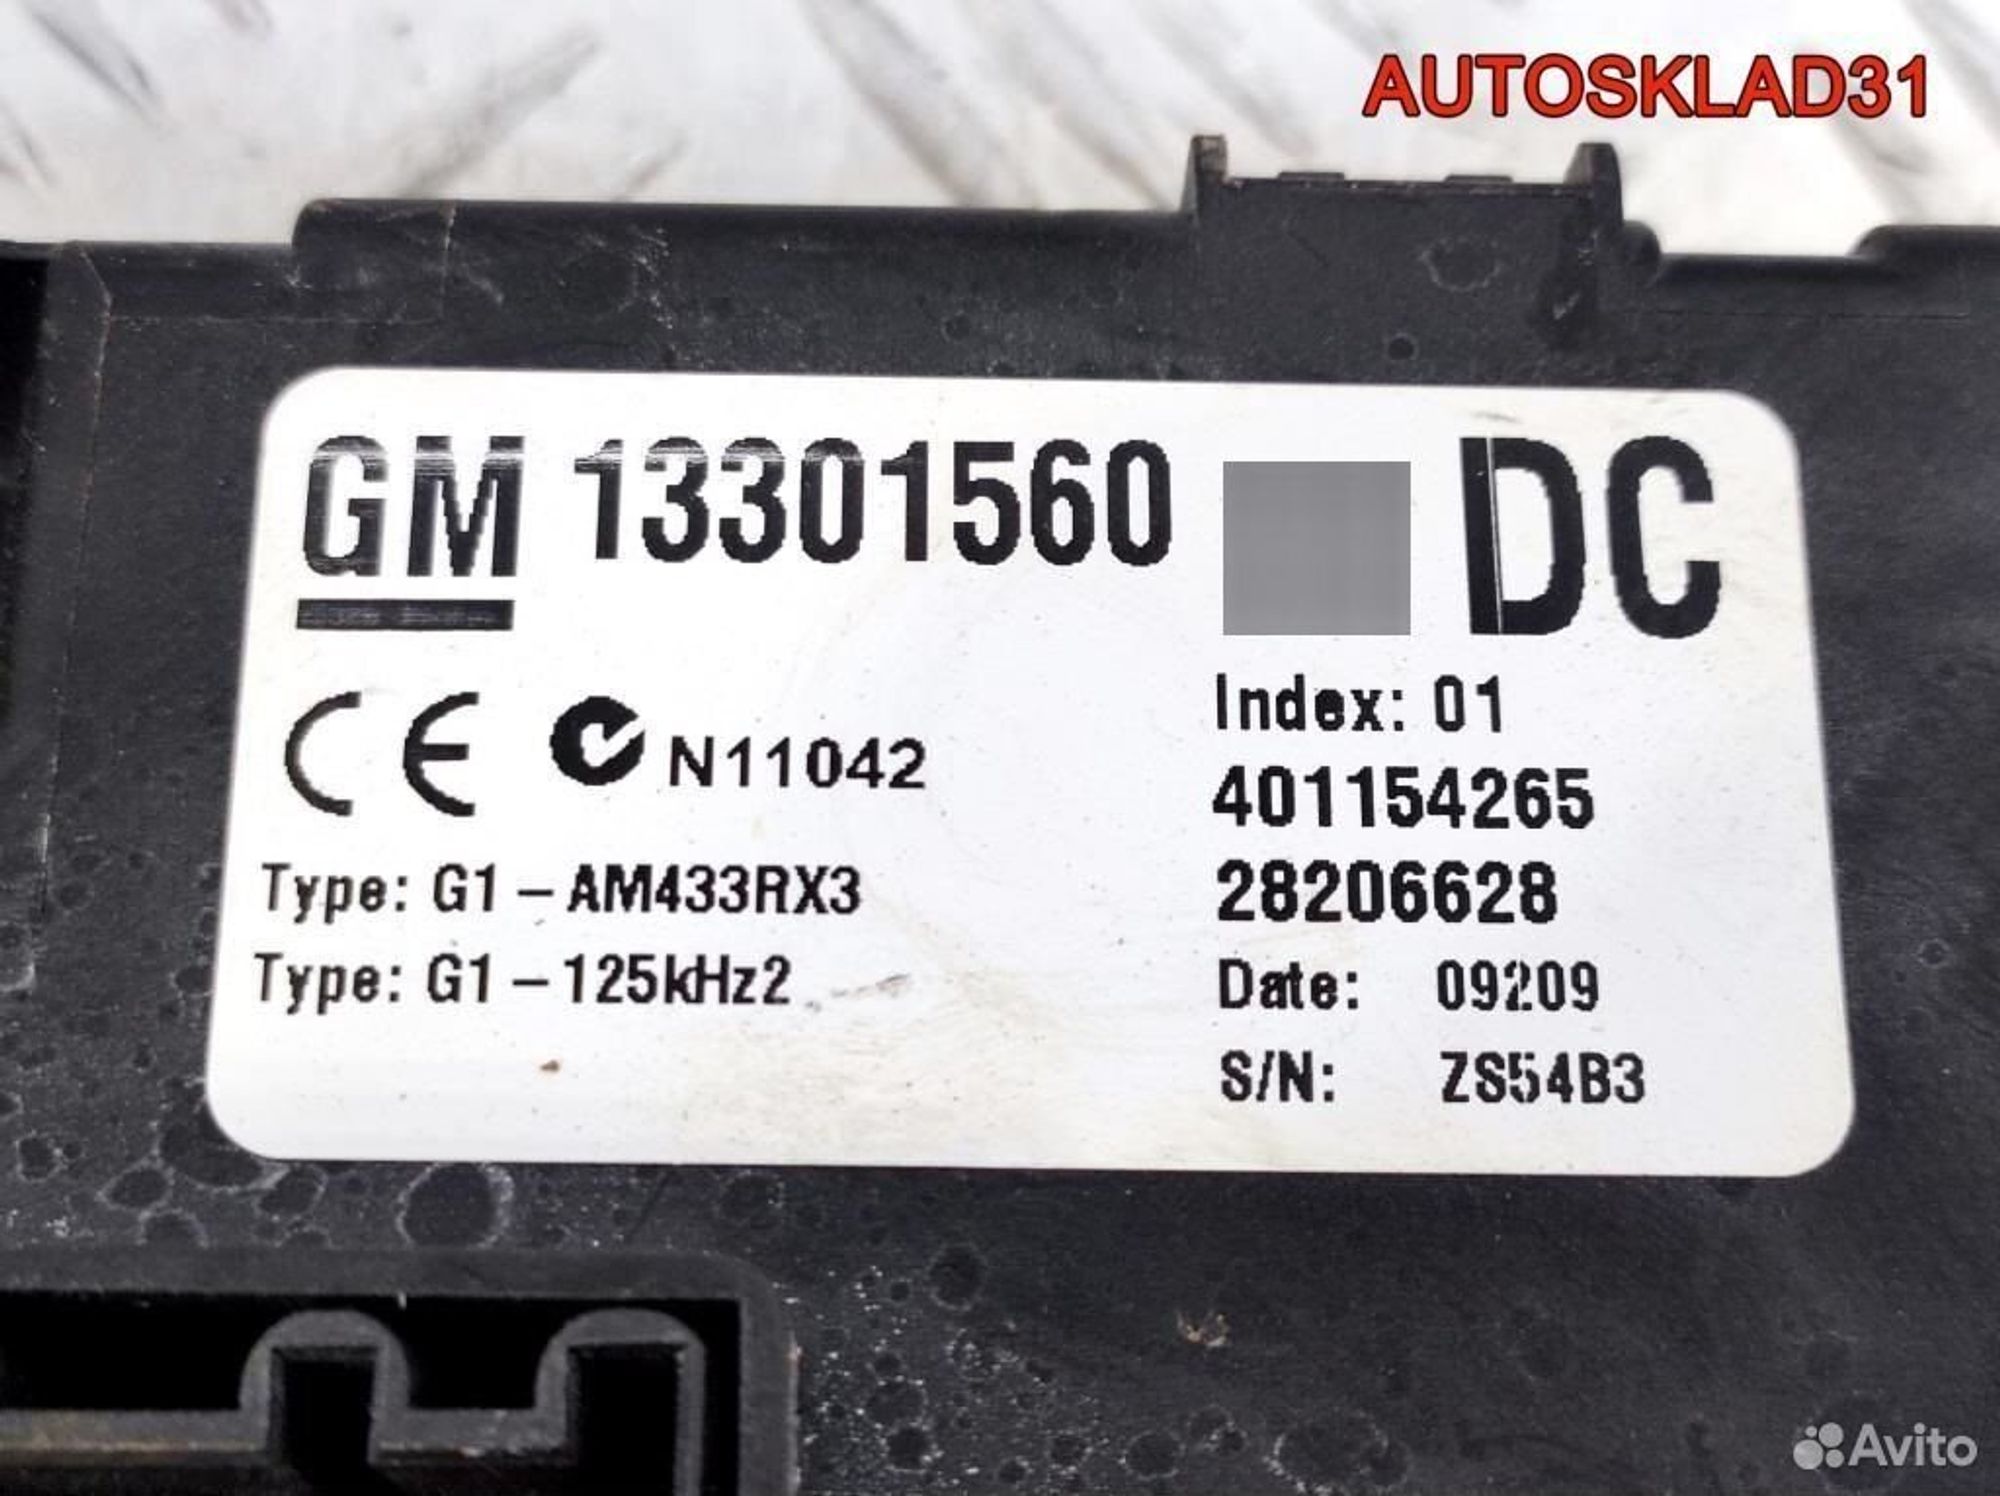 AUTOSKLAD31
GM 13301560 DC
CE N11042
Index: 01
401154265
28206628
Type: G1-AM433RX3
Type: G1-125kHz2
Date: 09209
S/N: ZS54B3
Avito